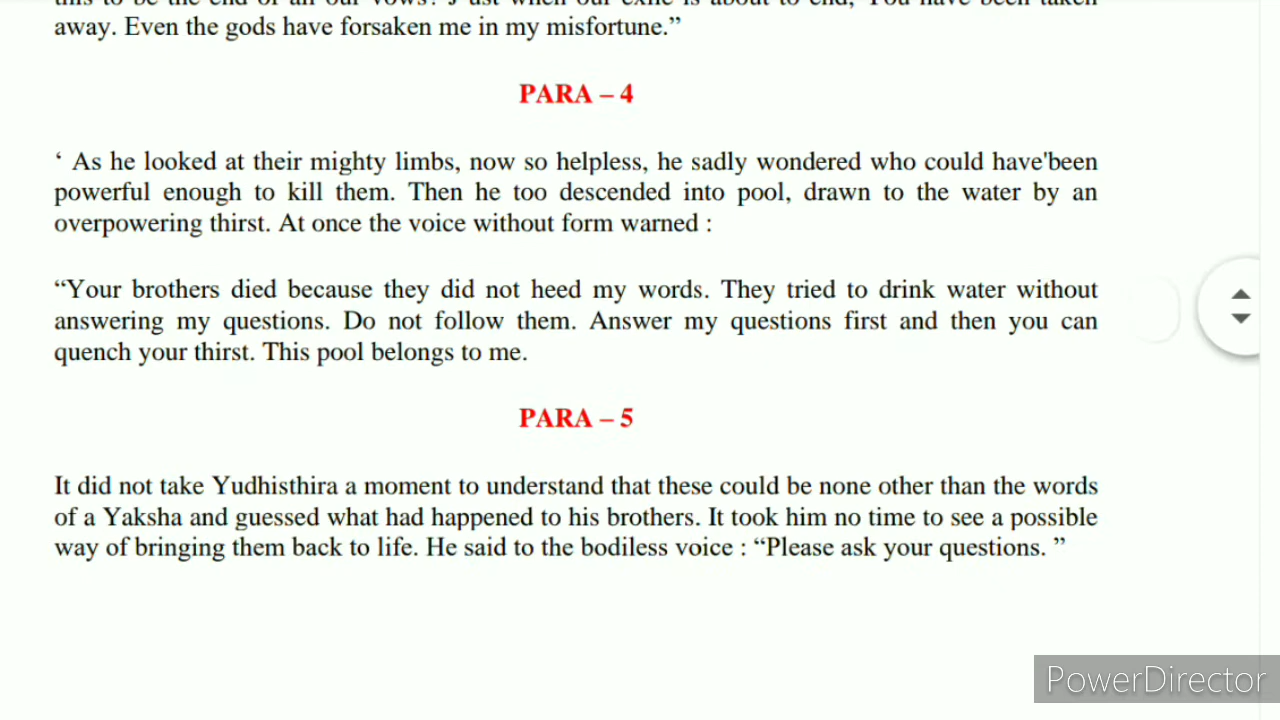 away. Even the gods have forsaken me in my misfortune.”
PARA – 4
‘ As he looked at their mighty limbs, now so helpless, he sadly wondered who could have'been
powerful enough to kill them. Then he too descended into pool, drawn to the water by an
overpowering thirst. At once the voice without form warned :
“Your brothers died because they did not heed my words. They tried to drink water without
answering my questions. Do not follow them. Answer my questions first and then you can
quench your thirst. This pool belongs to me.
PARA – 5
It did not take Yudhisthira a moment to understand that these could be none other than the words
of a Yaksha and guessed what had happened to his brothers. It took him no time to see a possible
way of bringing them back to life. He said to the bodiless voice : “Please ask your questions. ”
PowerDirector